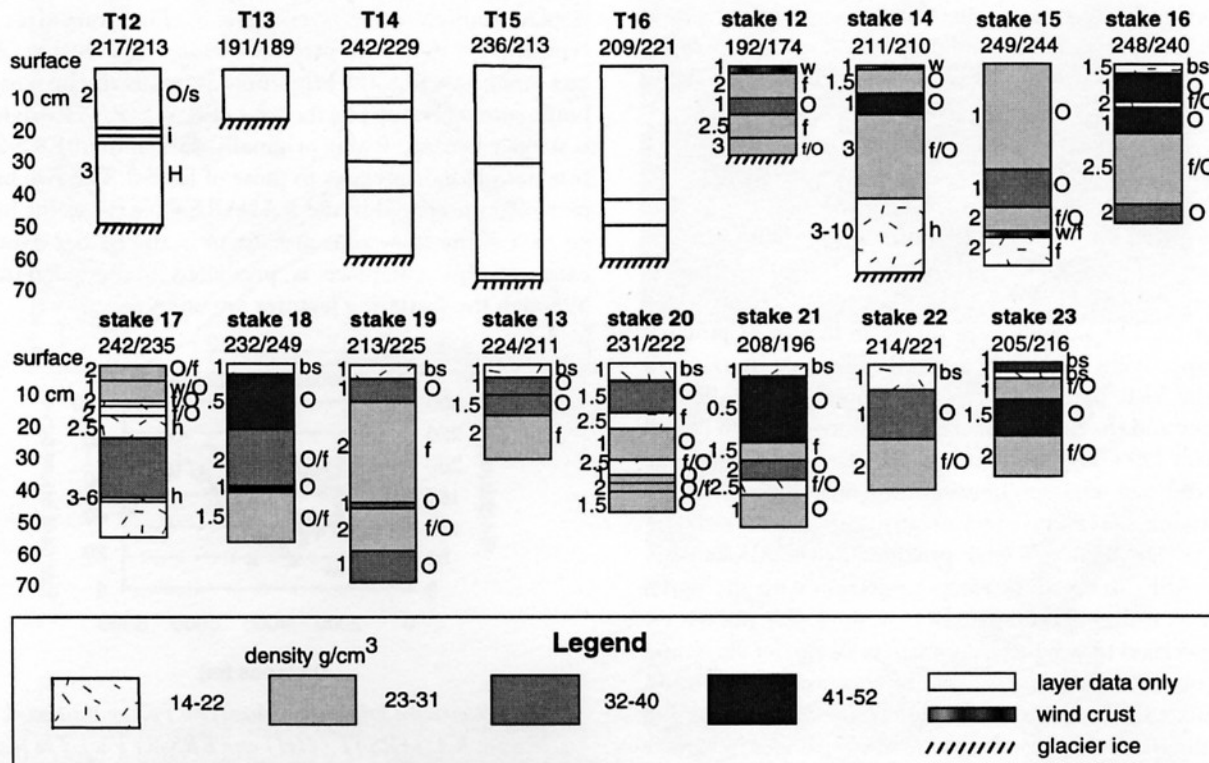 T12 T13 T14 T15 T16 stake 12 stake 14 stake 15 stake 16
217/213 191/189 242/229 236/213 209/221 192/174 211/210 249/244 248/240
surface
10 cm
20
30
40
50
60
70
2 O/s
i
3 H
1 w
2 f
1 O
2.5 f
3 f/O
1 w
1.5 O
1 O
3 f/O
3-10 h
1 O
1 O
2 f/O
w/f
2 f
1.5 bs
1 O
2 f/O
1 O
2.5 f/O
2 O
stake 17 stake 18 stake 19 stake 13 stake 20 stake 21 stake 22 stake 23
242/235 232/249 213/225 224/211 231/222 208/196 214/221 205/216
surface
10 cm
20
30
40
50
60
70
2 O/f
1 w/O
2
2 f/O
2.5 h
3-6 h
1 bs
.5 O
2 O/f
1 O
1.5 O/f
1 bs
1 O
2 f
1 O
2 f/O
1 O
1 bs
1 O
1.5 O
2 f
1 bs
1.5 O
2.5 f
1 O
2.5 f/O
O
2 O/f
1.5 O
1 bs
0.5 O
1.5 f
2 O
2.5 f/O
1 O
1 bs
1 O
2 f/O
1 bs
bs
1 f/O
1.5 O
2 f/O
Legend
density g/cm3
14-22 23-31 32-40 41-52
layer data only
wind crust
glacier ice